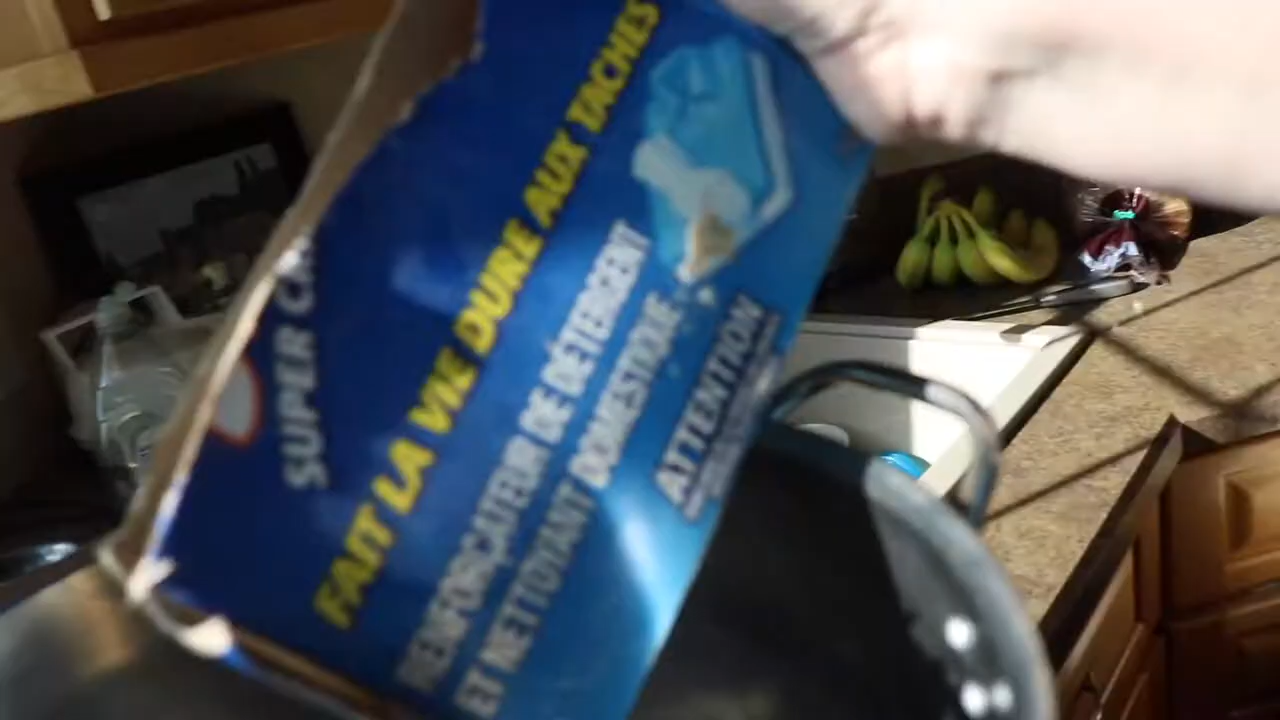 SUPER
FAIT LA VIE DURE AUX TACHES
RENFORÇATEUR DE DÉTERGENT
ET NETTOYANT DOMESTIQUE
ATTENTION